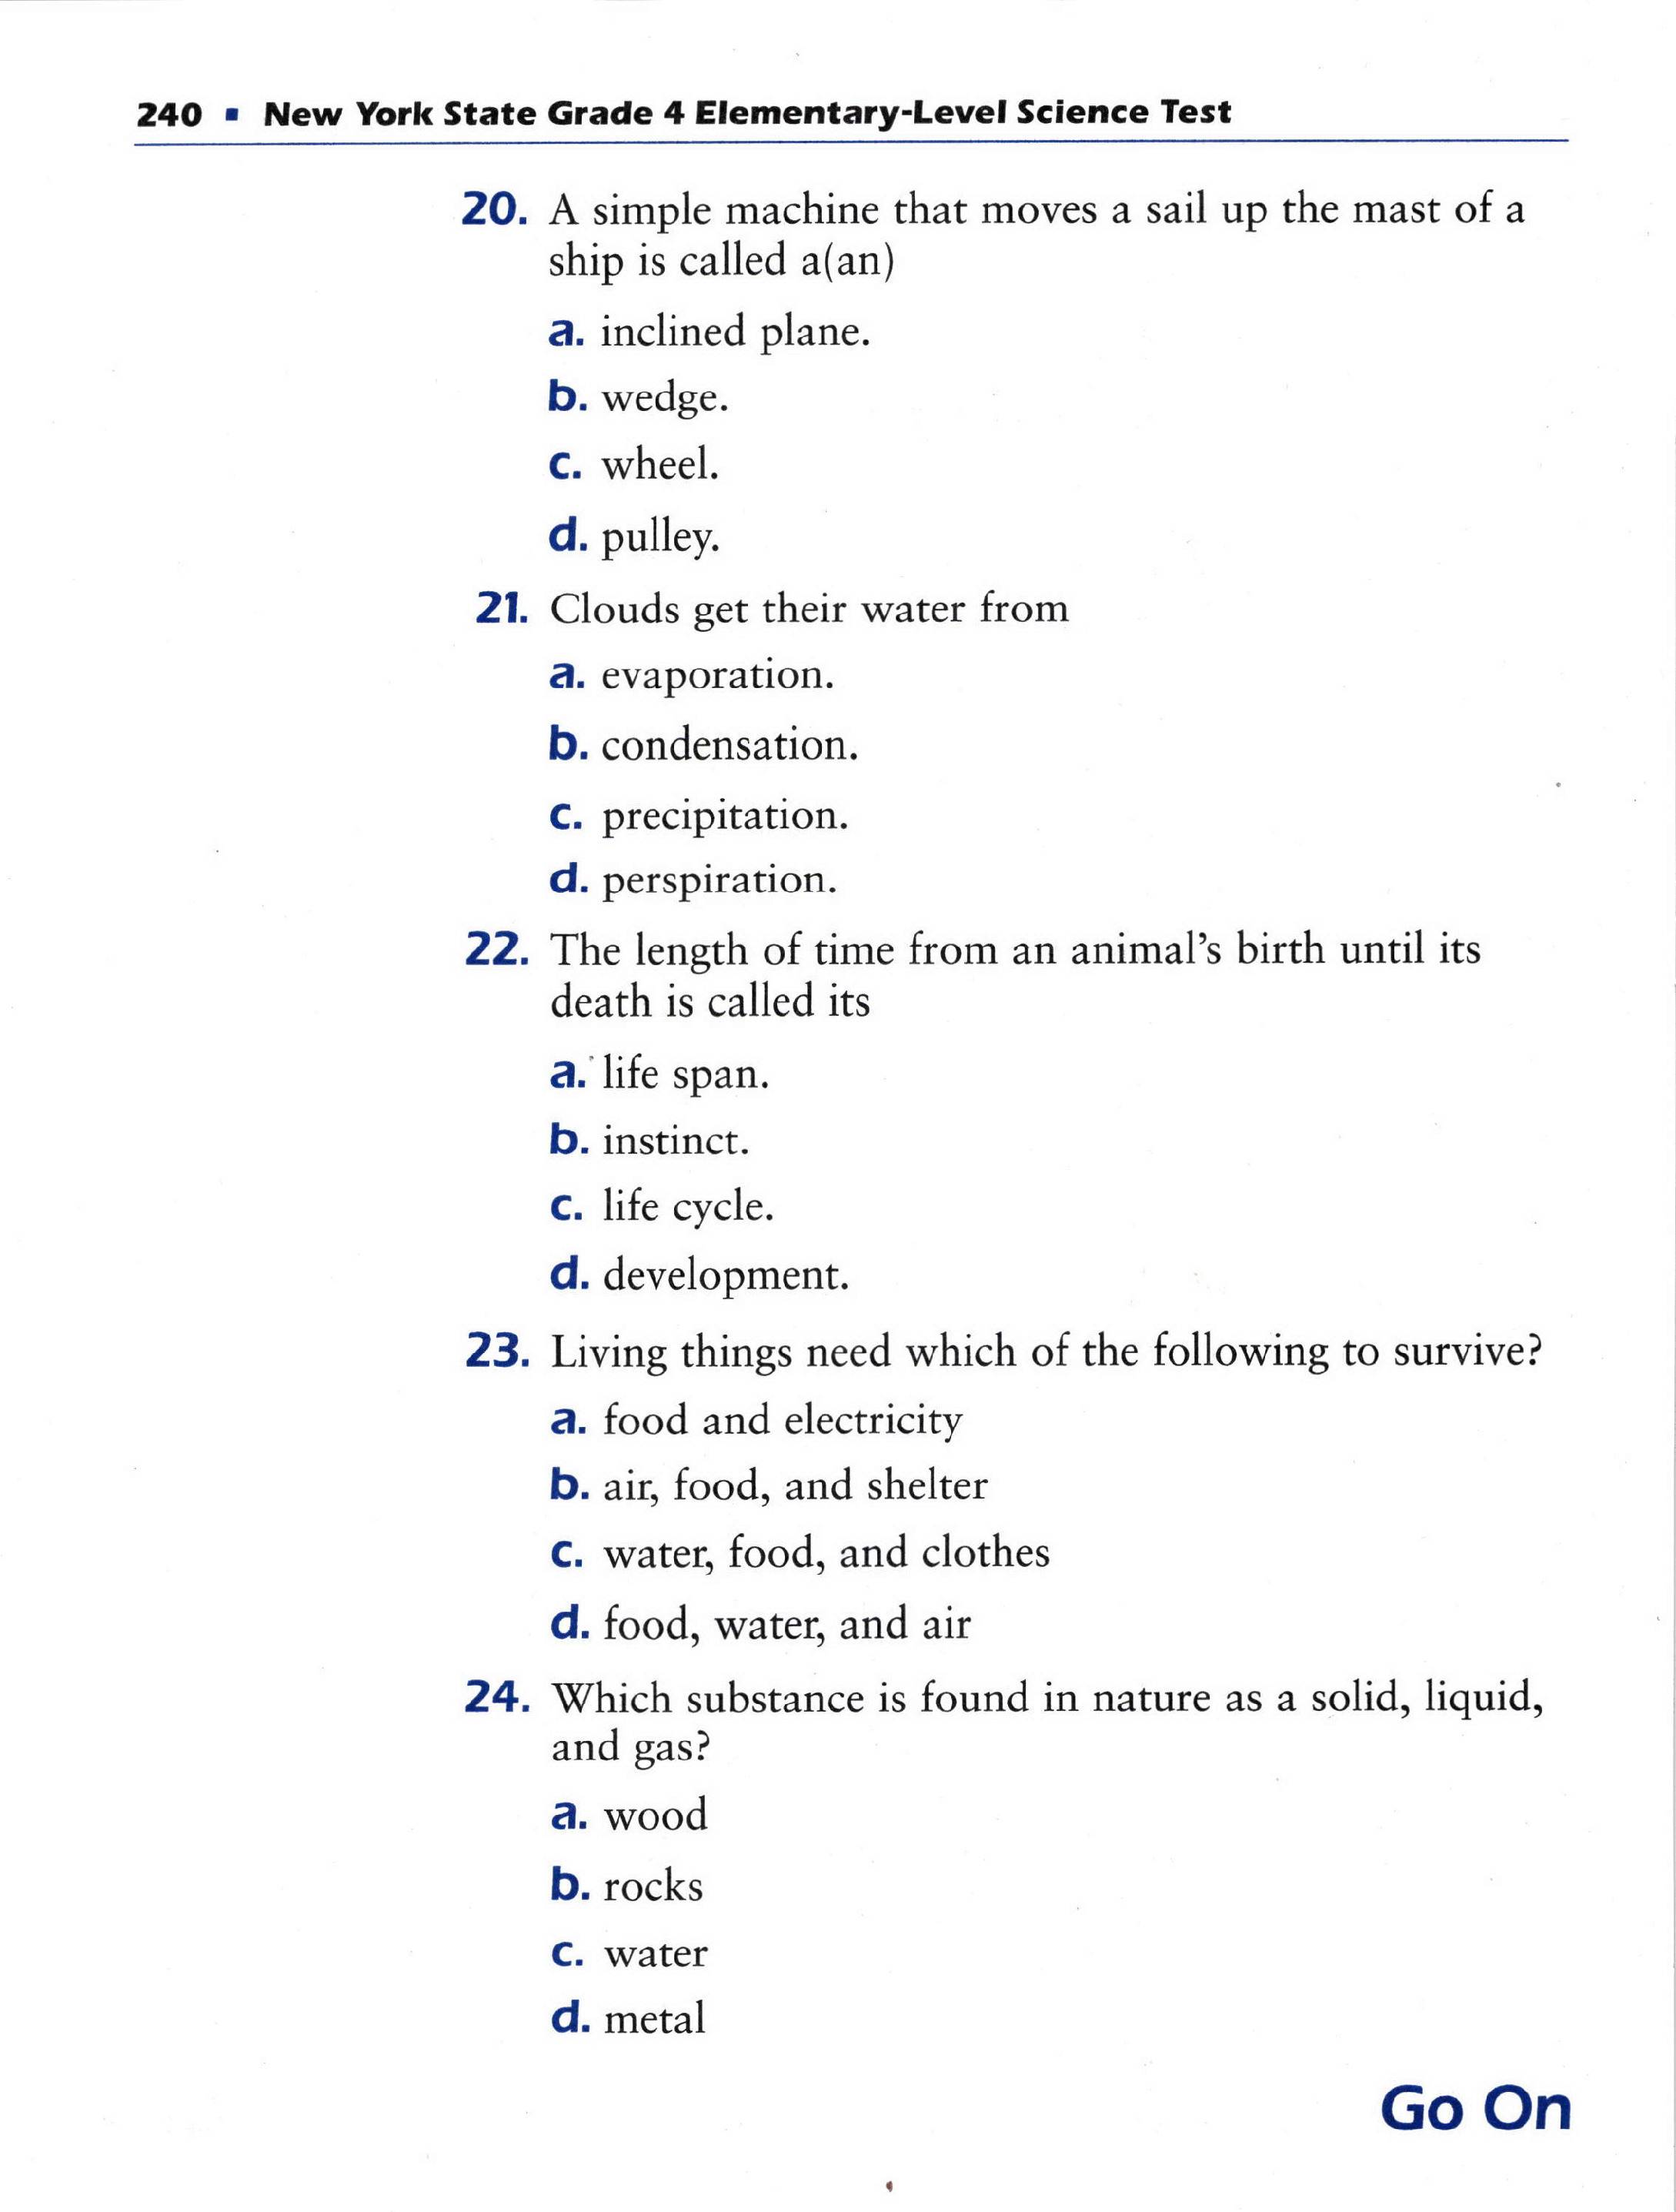 240 ▪ New York State Grade 4 Elementary-Level Science Test
20. A simple machine that moves a sail up the mast of a
ship is called a(an)
a. inclined plane.
b. wedge.
c. wheel.
d. pulley.
21. Clouds get their water from
a. evaporation.
b. condensation.
c. precipitation.
d. perspiration.
22. The length of time from an animal's birth until its
death is called its
a. life span.
b. instinct.
c. life cycle.
d. development.
23. Living things need which of the following to survive?
a. food and electricity
b. air, food, and shelter
c. water, food, and clothes
d. food, water, and air
24. Which substance is found in nature as a solid, liquid,
and gas?
a. wood
b. rocks
c. water
d. metal
Go On